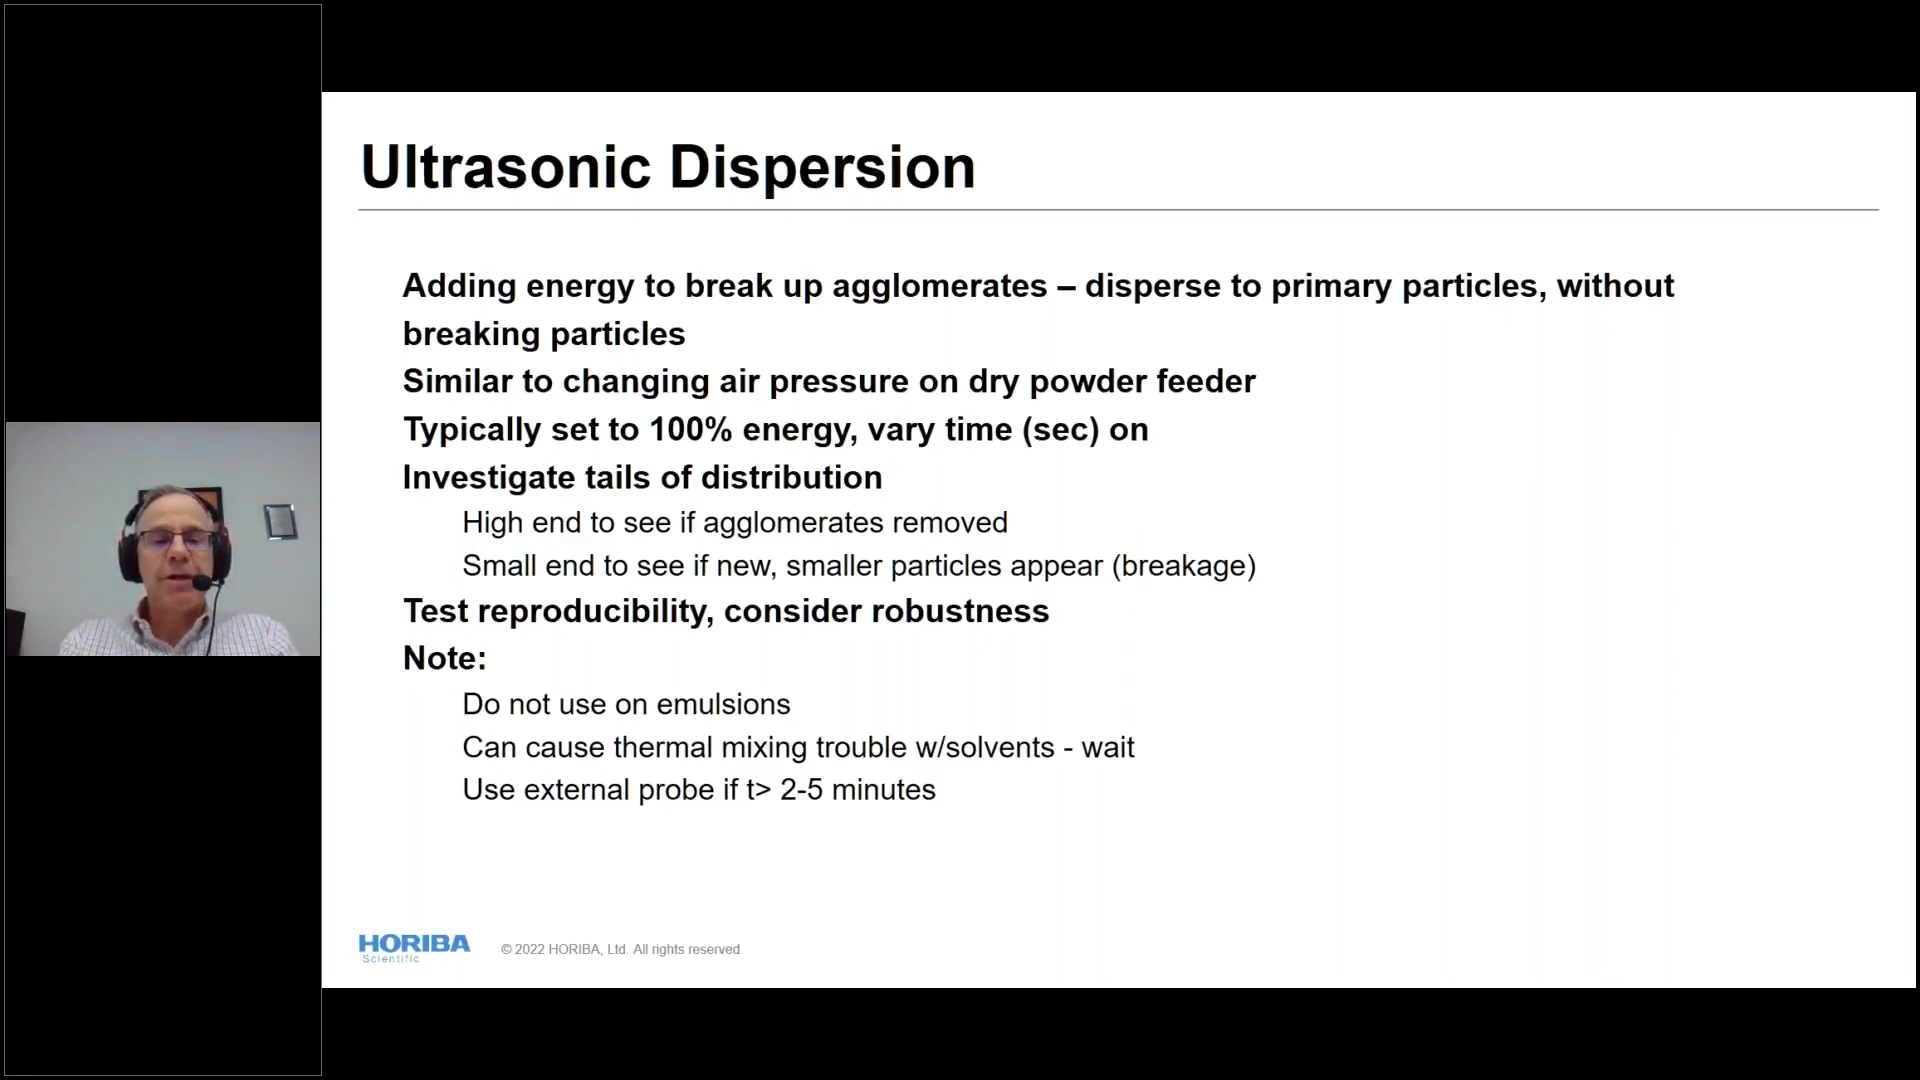 Ultrasonic Dispersion
Adding energy to break up agglomerates – disperse to primary particles, without
breaking particles
Similar to changing air pressure on dry powder feeder
Typically set to 100% energy, vary time (sec) on
Investigate tails of distribution
High end to see if agglomerates removed
Small end to see if new, smaller particles appear (breakage)
Test reproducibility, consider robustness
Note:
Do not use on emulsions
Can cause thermal mixing trouble w/solvents - wait
Use external probe if t> 2-5 minutes
HORIBA
Scientific
© 2022 HORIBA, Ltd. All rights reserved.